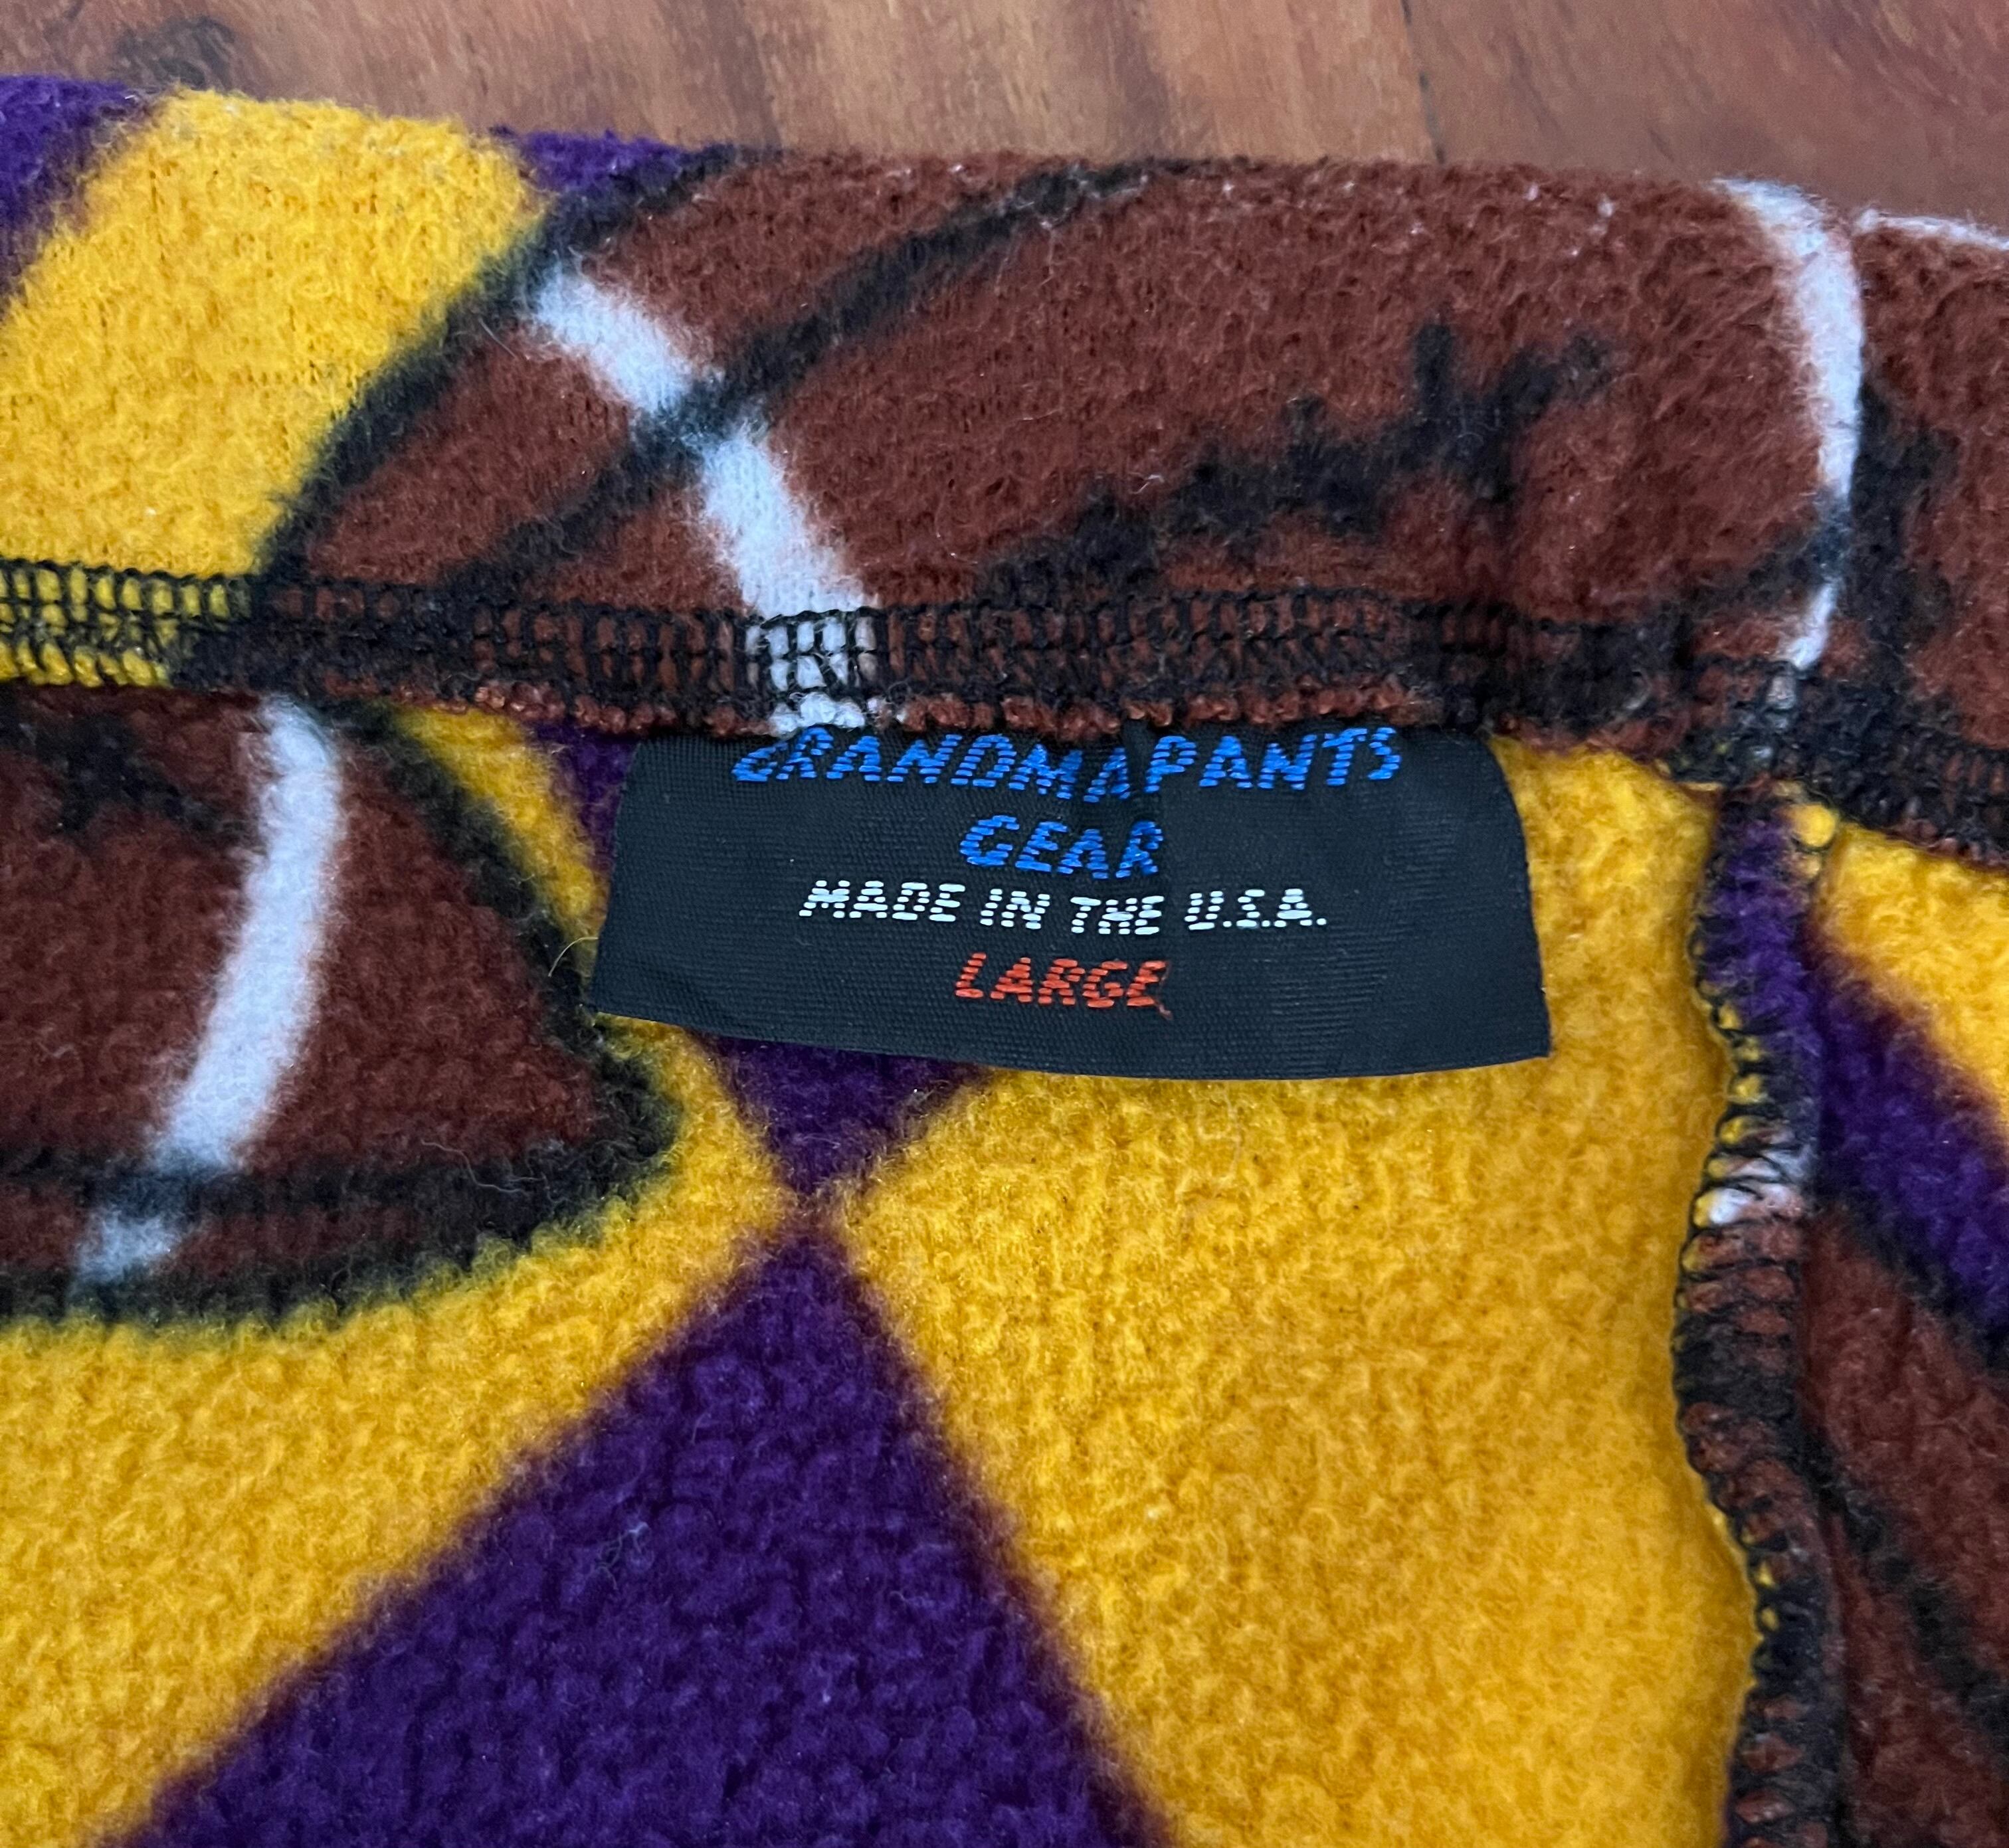 GRANDMAPANTS
GEAR
MADE IN THE U.S.A.
LARGE